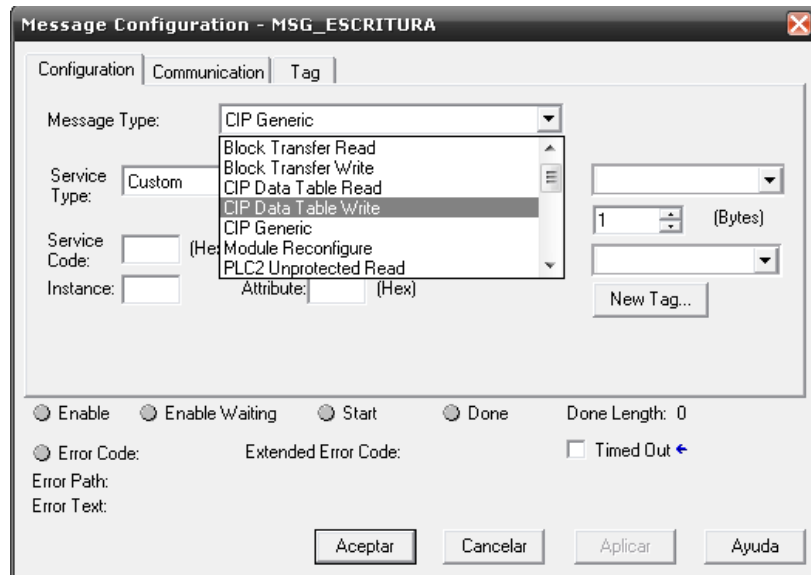 Message Configuration - MSG_ESCRITURA
Configuration Communication Tag
Message Type: CIP Generic
Block Transfer Read
Block Transfer Write
CIP Data Table Read
CIP Data Table Write
CIP Generic
Module Reconfigure
PLC2 Unprotected Read
Service Type: Custom
1 (Bytes)
Service Code: (Hex
Instance: Attribute: (Hex)
New Tag...
Enable Enable Waiting Start Done Done Length: 0
Error Code: Extended Error Code: Timed Out
Error Path:
Error Text:
Aceptar Cancelar Aplicar Ayuda